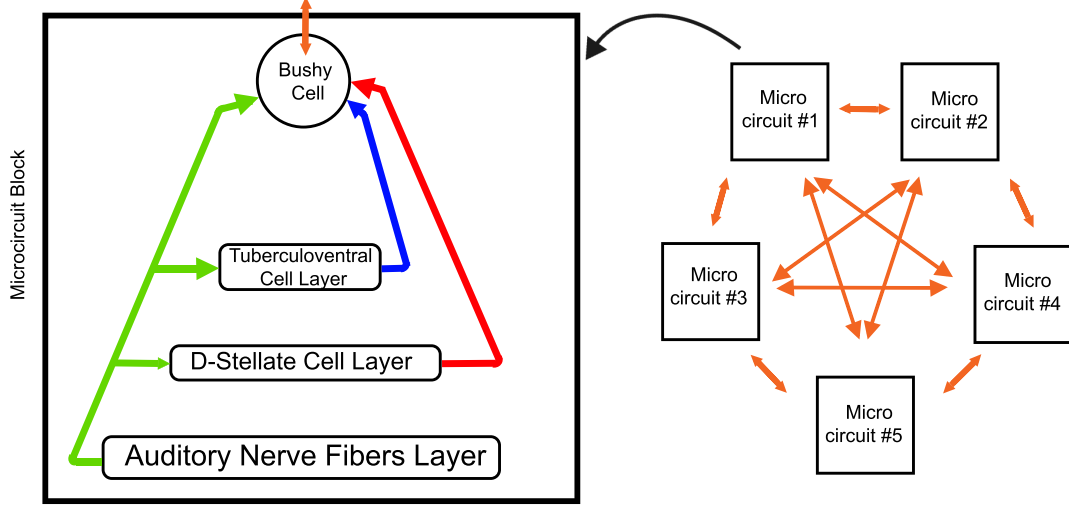 Microcircuit Block
Bushy
Cell
Tuberculoventral
Cell Layer
D-Stellate Cell Layer
Auditory Nerve Fibers Layer
Micro
circuit #1
Micro
circuit #2
Micro
circuit #3
Micro
circuit #4
Micro
circuit #5